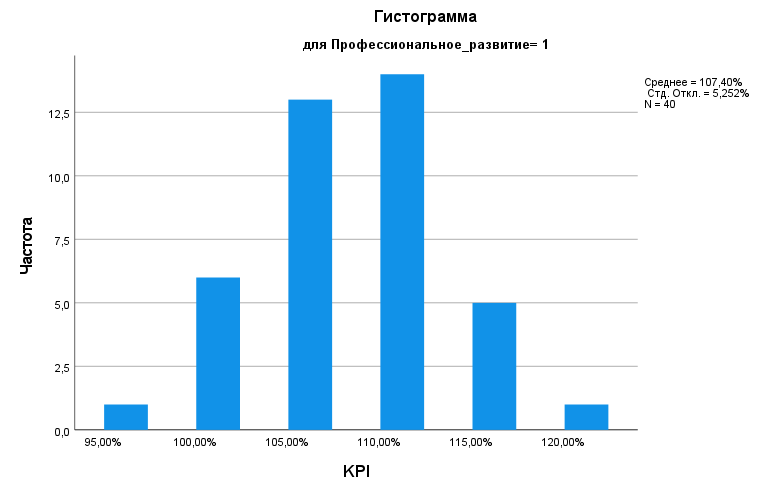 Гистограмма
для Профессиональное_развитие= 1
Среднее = 107,40%
Стд. Откл. = 5,252%
N = 40
Частота
12,5
10,0
7,5
5,0
2,5
0,0
95,00% 100,00% 105,00% 110,00% 115,00% 120,00%
KPI